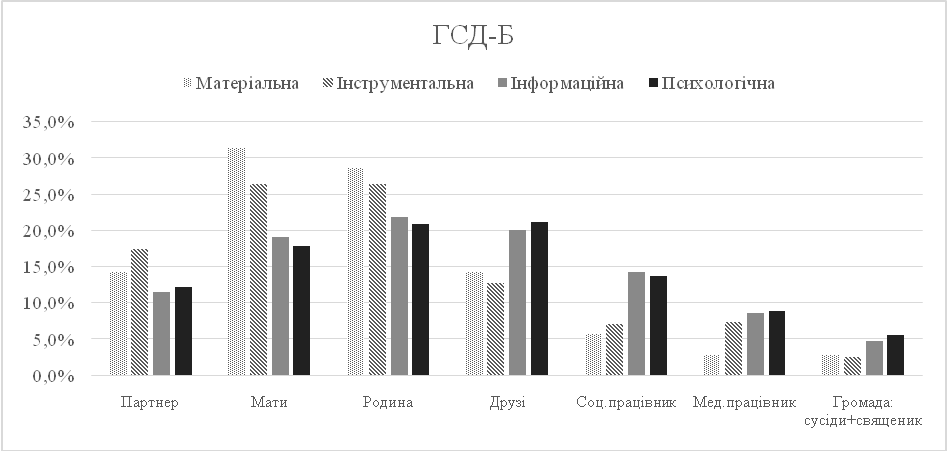 ГСД-Б
Матеріальна Інструментальна Інформаційна Психологічна
35,0%
30,0%
25,0%
20,0%
15,0%
10,0%
5,0%
0,0%
Партнер Мати Родина Друзі Соц.працівник Мед.працівник Громада:
сусіди+священик